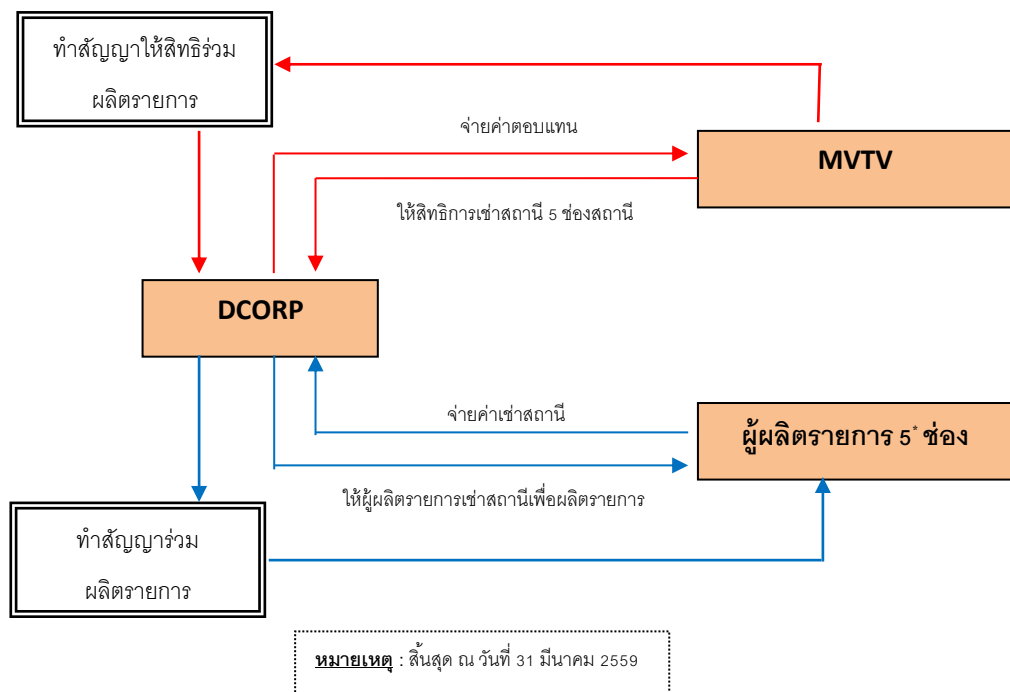 ทำสัญญาให้สิทธิร่วม
ผลิตรายการ
จ่ายค่าตอบแทน
MVTV
ให้สิทธิการเช่าสถานี 5 ช่องสถานี
DCORP
จ่ายค่าเช่าสถานี
ผู้ผลิตรายการ 5* ช่อง
ให้ผู้ผลิตรายการเช่าสถานีเพื่อผลิตรายการ
ทำสัญญาร่วม
ผลิตรายการ
หมายเหตุ : สิ้นสุด ณ วันที่ 31 มีนาคม 2559